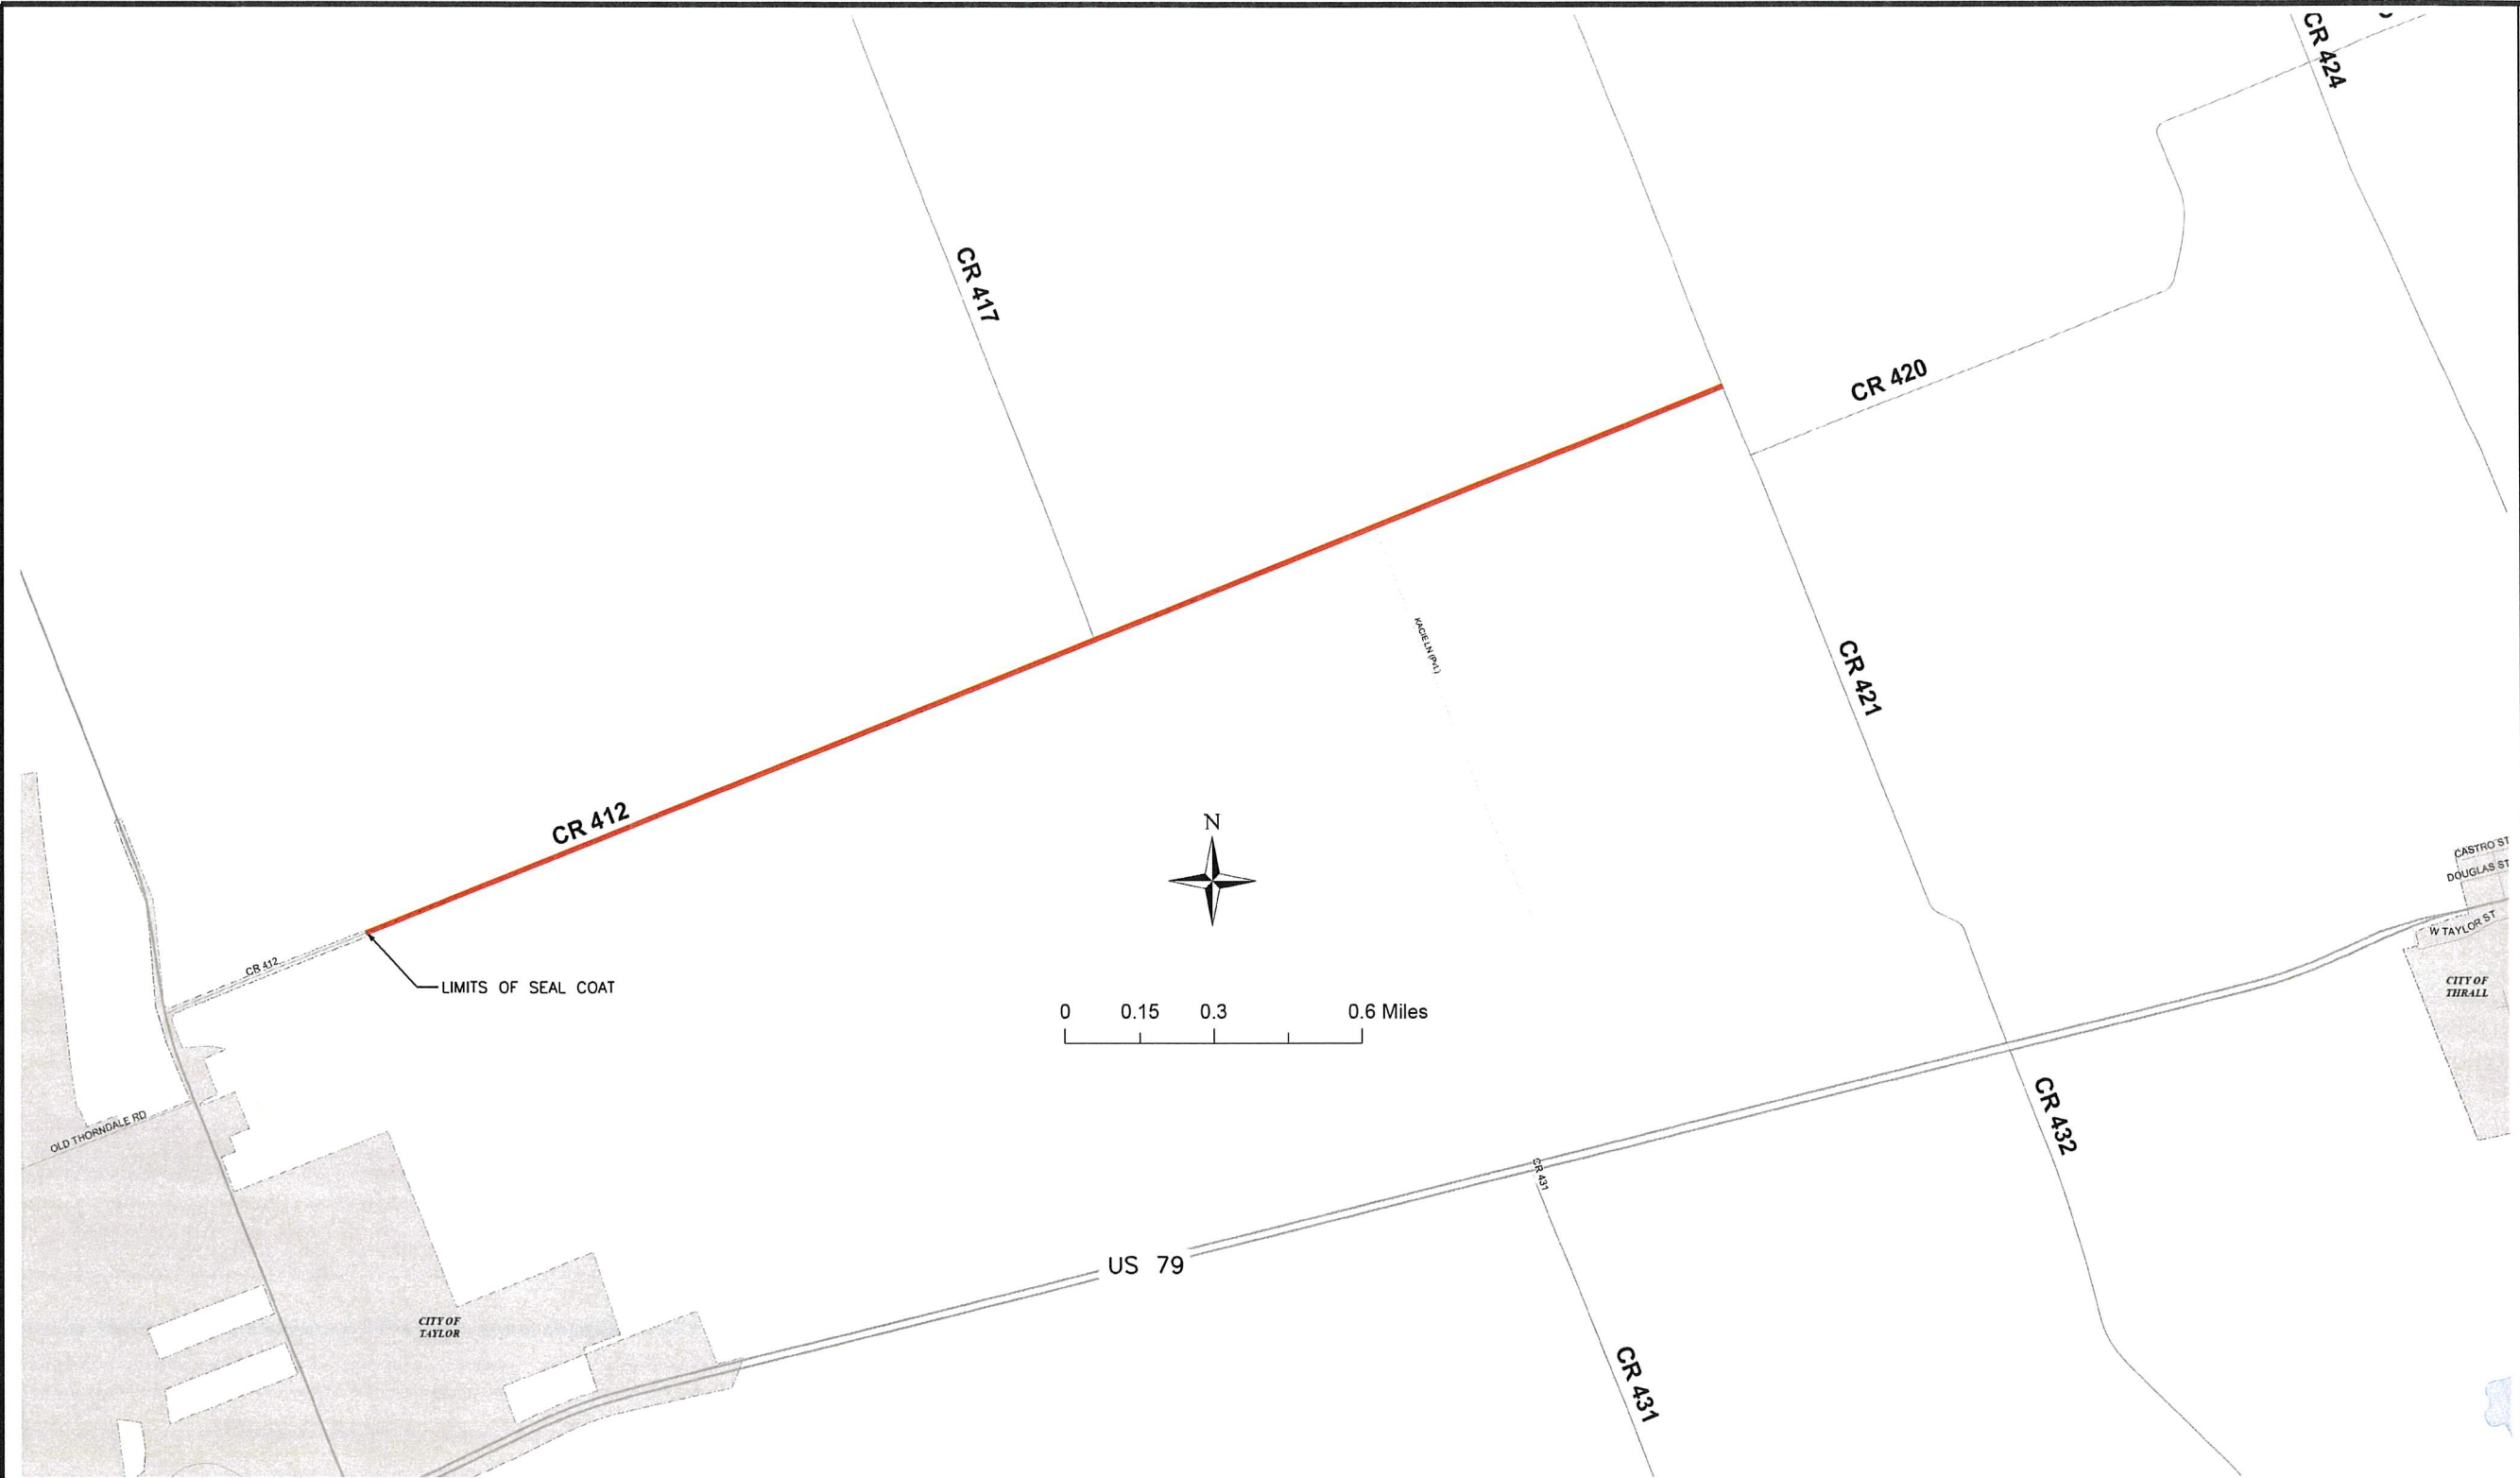 CR 424
CR 417
CR 420
KACIE LN (Pvt.)
CR 421
CR 412
N
CASTRO ST
DOUGLAS ST
W TAYLOR ST
CR 412
LIMITS OF SEAL COAT
CITY OF
THRALL
0 0.15 0.3 0.6 Miles
OLD THORNDALE RD
CR 432
CR 431
US 79
CITY OF
TAYLOR
CR 431